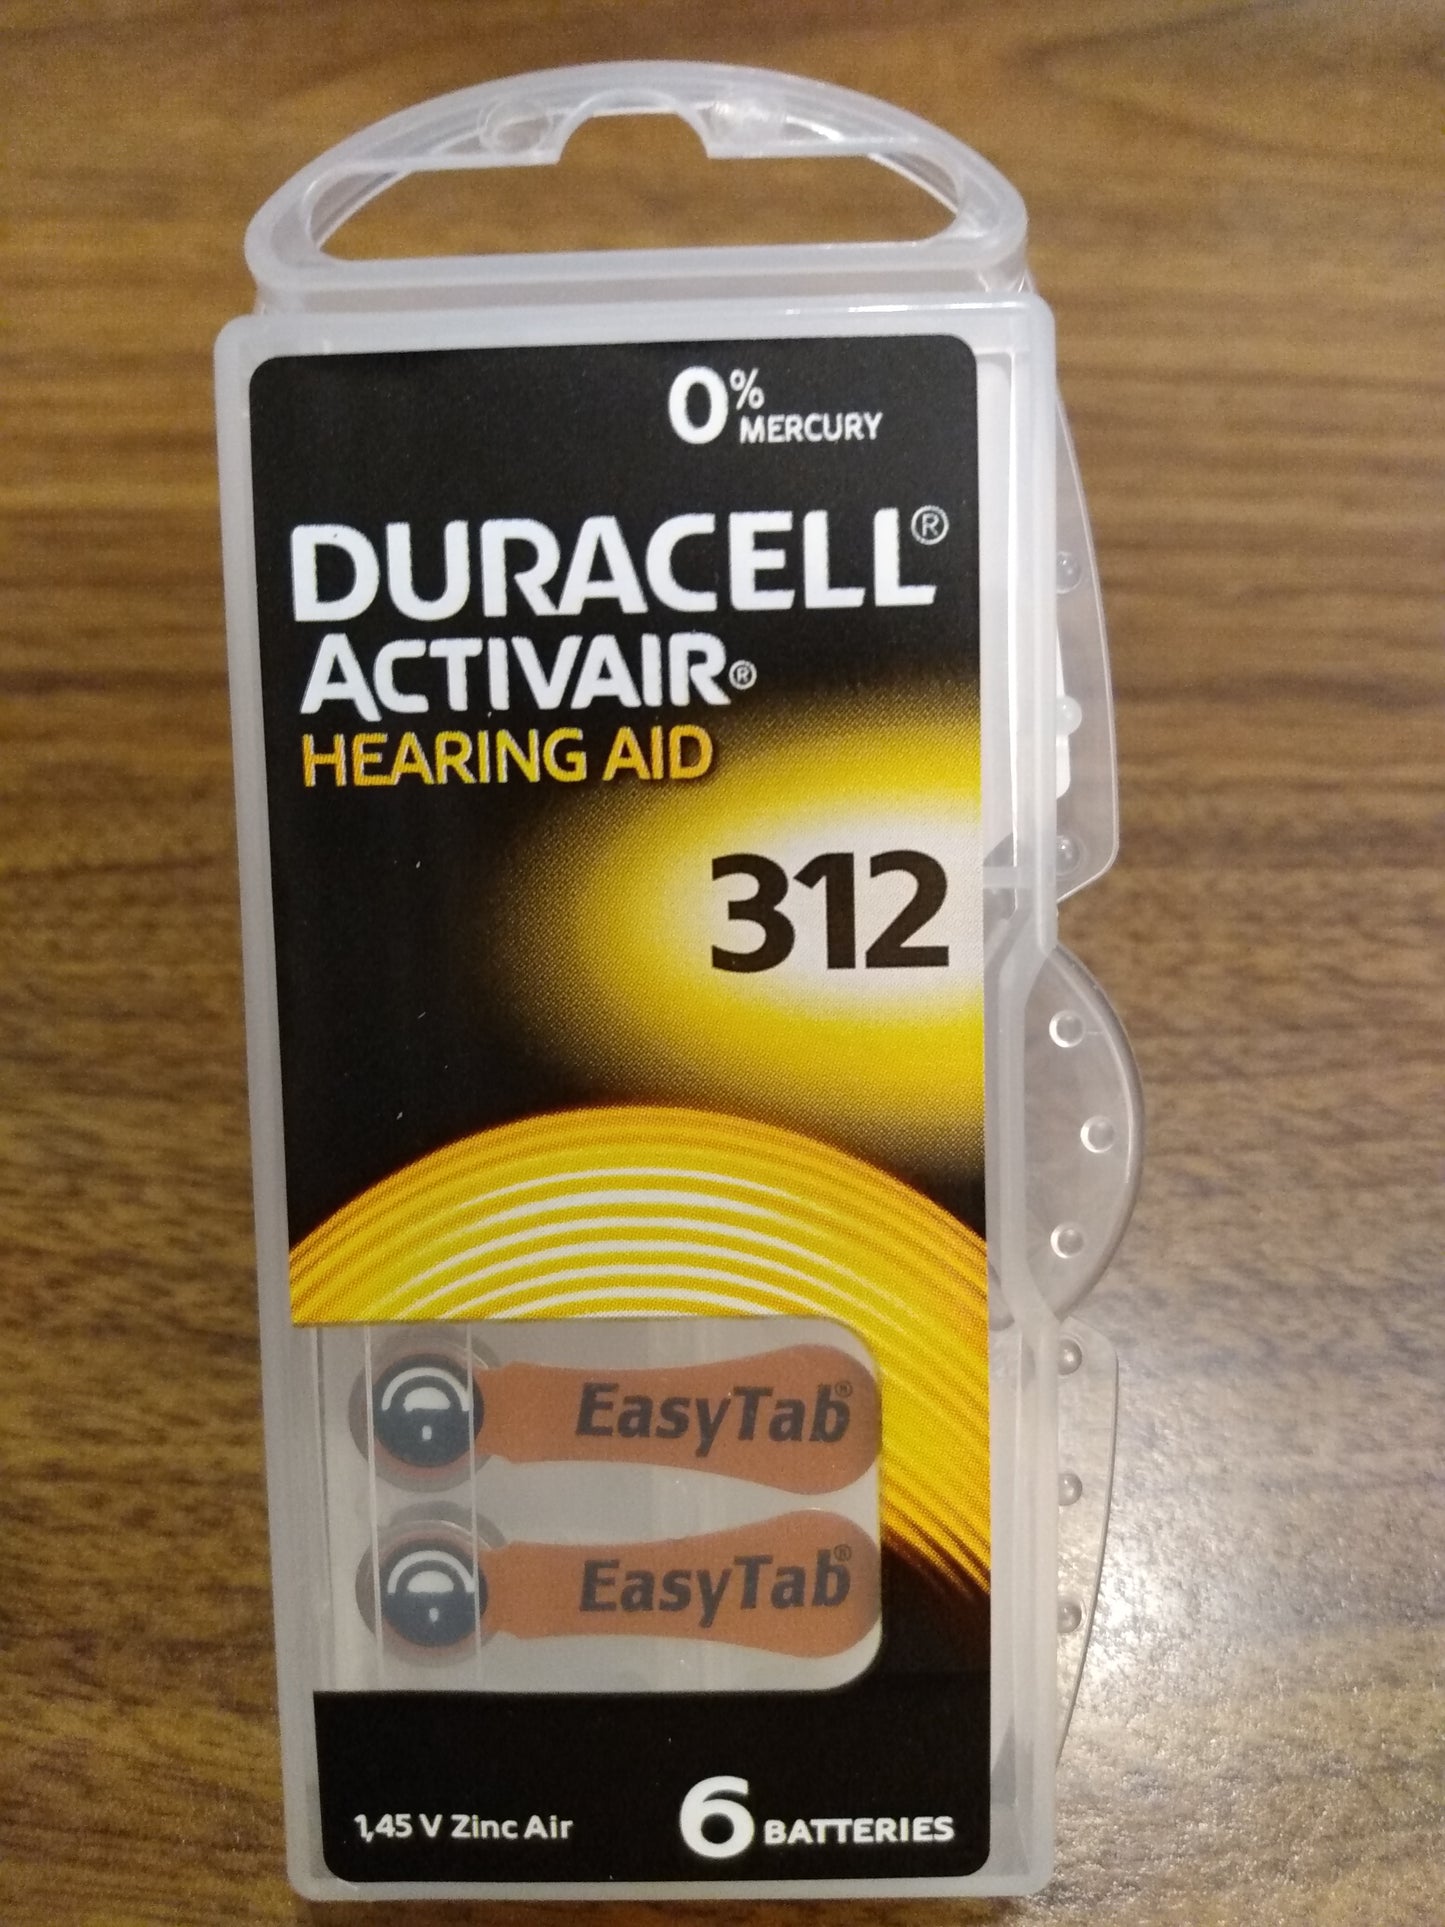 0%
MERCURY
DURACELL®
ACTIVAIR®
HEARING AID
312
EasyTab®
EasyTab®
1,45 V Zinc Air
6 BATTERIES